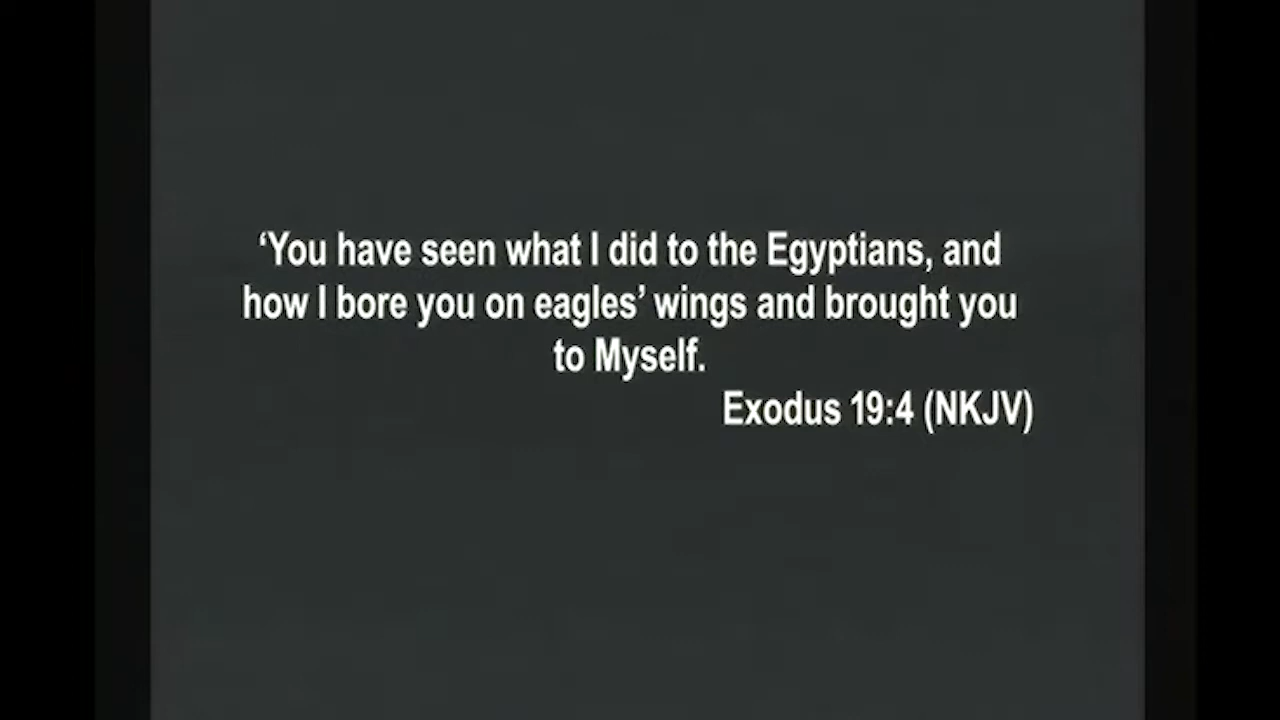 ‘You have seen what I did to the Egyptians, and
how I bore you on eagles’ wings and brought you
to Myself.
Exodus 19:4 (NKJV)